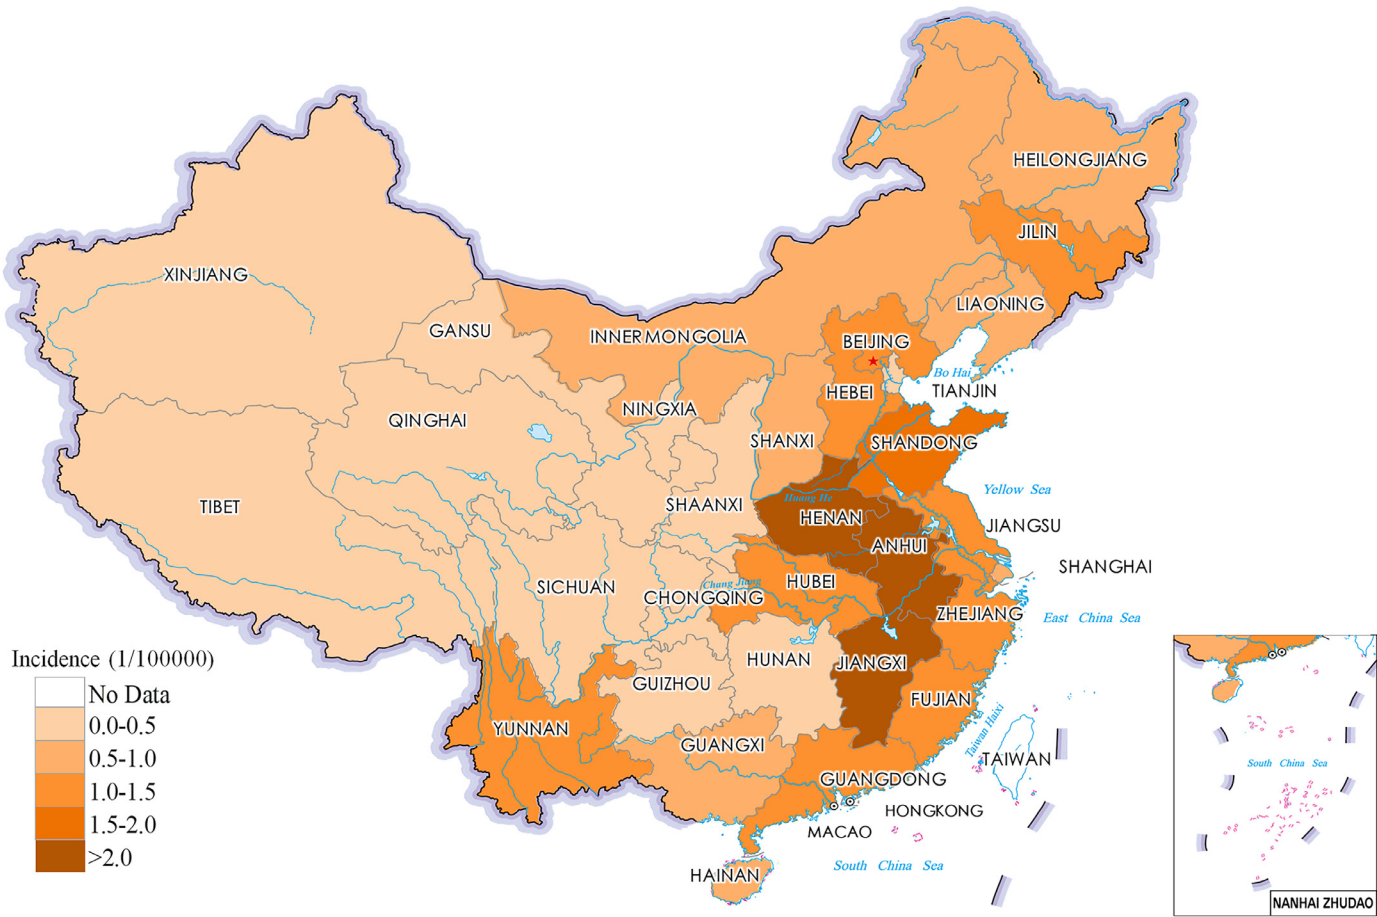 HEILONGJIANG
JILIN
XINJIANG
LIAONING
GANSU
INNER MONGOLIA
BEIJING
Bo Hai
TIANJIN
HEBEI
NINGXIA
QINGHAI
SHANXI
SHANDONG
Yellow Sea
Huang He
TIBET
SHAANXI
HENAN
JIANGSU
ANHUI
SHANGHAI
HUBEI
SICHUAN
Chang Jiang
CHONGQING
ZHEJIANG
East China Sea
Incidence (1/100000)
HUNAN
JIANGXI
GUIZHOU
No Data
FUJIAN
0.0-0.5
YUNNAN
Taiwan Haixi
GUANGXI
0.5-1.0
TAIWAN
South China Sea
GUANGDONG
1.0-1.5
HONGKONG
1.5-2.0
MACAO
>2.0
South China Sea
HAINAN
NANHAI ZHUDAO